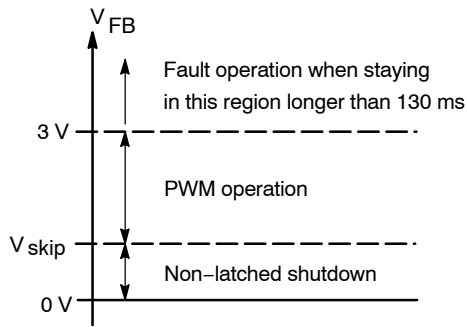 V FB
Fault operation when staying
in this region longer than 130 ms
3 V
PWM operation
V skip
Non−latched shutdown
0 V